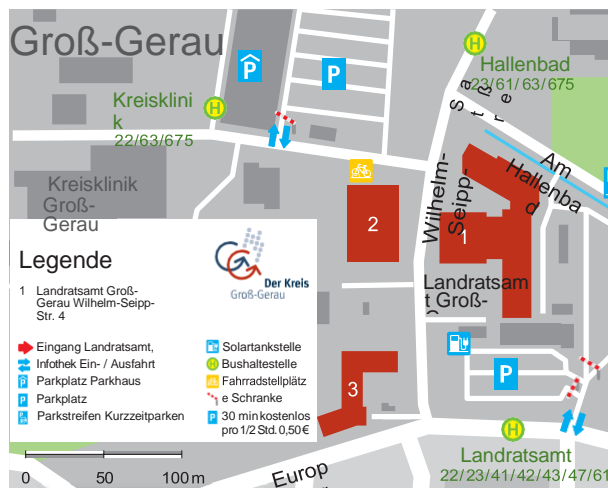 Groß-Gerau
P
P
H
Hallenbad
23/61/63/675
Kreisklini
k
22/63/675
H
Kreisklinik
Groß-
Gerau
Wilhelm-
Seipp-
Am
Hallenba
d
2
1
Landratsam
t Groß-
3
P
H
Landratsamt
22/23/41/42/43/47/61
Europ
Legende
1 Landratsamt Groß-
Gerau Wilhelm-Seipp-
Str. 4
Der Kreis
Groß-Gerau
Eingang Landratsamt,
Infothek Ein- / Ausfahrt
Parkplatz Parkhaus
Parkplatz
Parkstreifen Kurzzeitparken
Solartankstelle
Bushaltestelle
Fahrradstellplätz
e Schranke
30 min kostenlos
pro 1/2 Std. 0,50 €
0 50 100 m